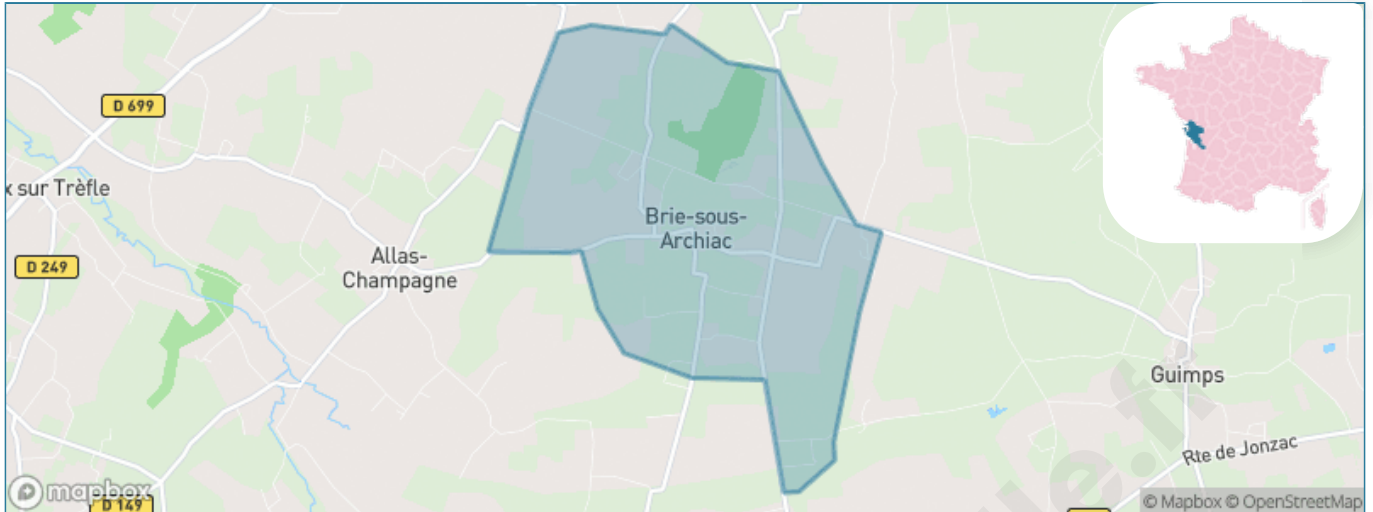 D 699
x sur Trèfle
Brie-sous-
Archiac
Allas-
Champagne
D 249
Guimps
Rte de Jonzac
mapbox
D 149
© Mapbox © OpenStreetMap